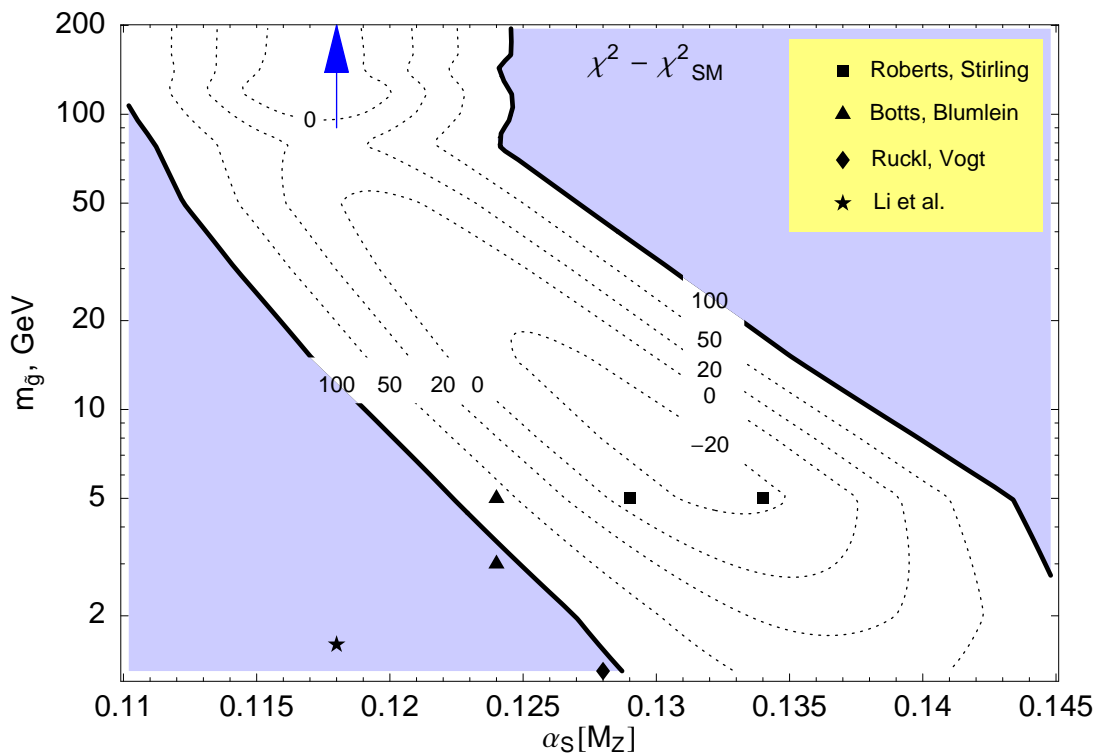 χ² − χ²SM
Roberts, Stirling
Botts, Blumlein
Ruckl, Vogt
Li et al.
200
100
50
20
10
5
2
m_g̃, GeV
0
100
50
20
0
−20
100 50 20 0
0.11 0.115 0.12 0.125 0.13 0.135 0.14 0.145
α_S[M_Z]